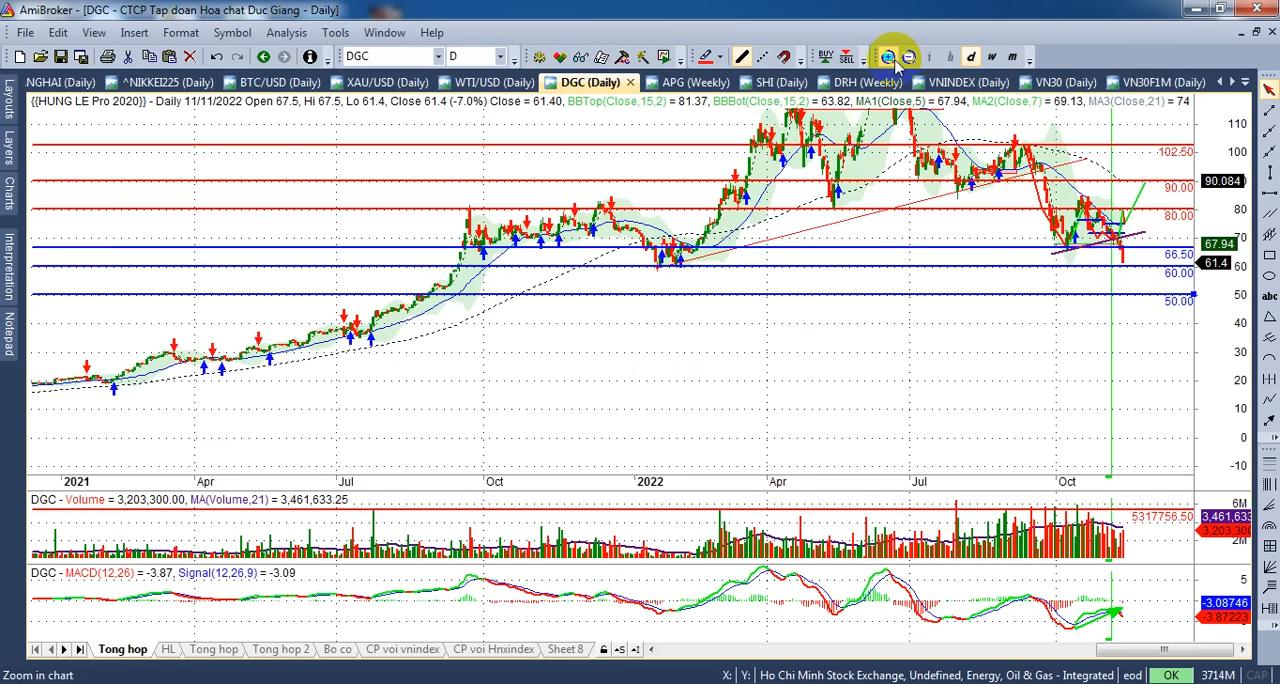 AmiBroker - [DGC - CTCP Tap doan Hoa chat Duc Giang - Daily]
File Edit View Insert Format Symbol Analysis Tools Window Help
DGC D BUY SELL i h d w m
NGHAI (Daily) ^NIKKEI225 (Daily) BTC/USD (Daily) XAU/USD (Daily) WTI/USD (Daily) DGC (Daily) APG (Weekly) SHI (Daily) DRH (Weekly) VNINDEX (Daily) VN30 (Daily) VN30F1M (Daily)
{{HUNG LE Pro 2020}} - Daily 11/11/2022 Open 67.5, Hi 67.5, Lo 61.4, Close 61.4 (-7.0%) Close = 61.40, BBTop(Close,15,2) = 81.37, BBBot(Close,15,2) = 63.82, MA1(Close,5) = 67.94, MA2(Close,7) = 69.13, MA3(Close,21) = 74
Layouts
Layers
Charts
Interpretation
Notepad
abc
110
102.50
100
90.00
90.084
80
80.00
70
67.94
66.50
61.4
60
60.00
50
50.00
40
30
20
10
0
-10
2021 Apr Jul Oct 2022 Apr Jul Oct
DGC - Volume = 3,203,300.00, MA(Volume,21) = 3,461,633.25
6M
5317756.50
3,461,633
3,203,300
2M
DGC - MACD(12,26) = -3.87, Signal(12,26,9) = -3.09
5
-3.08746
-3.87223
Tong hop HL Tong hop Tong hop 2 Bo co CP voi vnindex CP voi Hnxindex Sheet 8
Zoom in chart X: Y: Ho Chi Minh Stock Exchange, Undefined, Energy, Oil & Gas - Integrated eod OK 3714M CAP